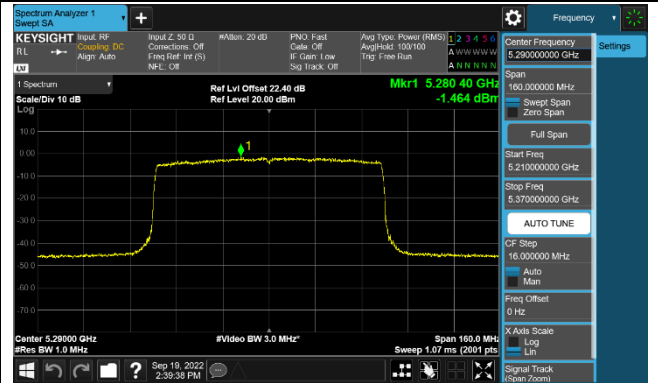 Spectrum Analyzer 1
Swept SA
+
Frequency
KEYSIGHT
RL
LXI
Input: RF
Coupling: DC
Align: Auto
Input Z: 50 Ω
Corrections: Off
Freq Ref: Int (S)
NFE: Off
#Atten: 20 dB
PNO: Fast
Gate: Off
IF Gain: Low
Sig Track: Off
Avg Type: Power (RMS)
Avg|Hold: 100/100
Trig: Free Run
1 2 3 4 5 6
A W W W W W
A N N N N N
Center Frequency
5.290000000 GHz
Settings
Span
160.000000 MHz
Swept Span
Zero Span
Full Span
Start Freq
5.210000000 GHz
Stop Freq
5.370000000 GHz
AUTO TUNE
CF Step
16.000000 MHz
Auto
Man
Freq Offset
0 Hz
X Axis Scale
Log
Lin
Signal Track
(Span Zoom)
1 Spectrum
Scale/Div 10 dB
Log
Ref Lvl Offset 22.40 dB
Ref Level 20.00 dBm
Mkr1 5.280 40 GHz
-1.464 dBm
1
10.0
0.00
-10.0
-20.0
-30.0
-40.0
-50.0
-60.0
-70.0
Center 5.29000 GHz
#Res BW 1.0 MHz
#Video BW 3.0 MHz*
Span 160.0 MHz
Sweep 1.07 ms (2001 pts)
?
Sep 19, 2022
2:39:38 PM